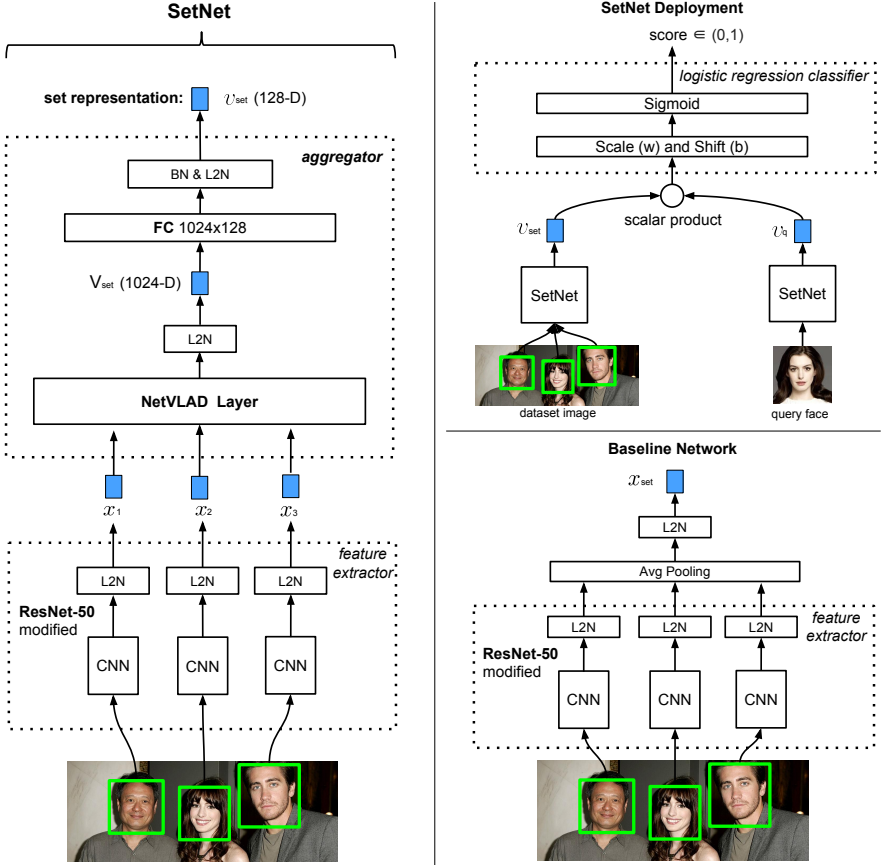 SetNet
set representation:
υset (128-D)
aggregator
BN & L2N
FC 1024x128
Vset (1024-D)
L2N
NetVLAD Layer
x1
x2
x3
feature
extractor
L2N
L2N
L2N
ResNet-50
modified
CNN
CNN
CNN
SetNet Deployment
score ∈ (0,1)
logistic regression classifier
Sigmoid
Scale (w) and Shift (b)
scalar product
υset
υq
SetNet
SetNet
dataset image
query face
Baseline Network
xset
L2N
Avg Pooling
feature
extractor
L2N
L2N
L2N
ResNet-50
modified
CNN
CNN
CNN